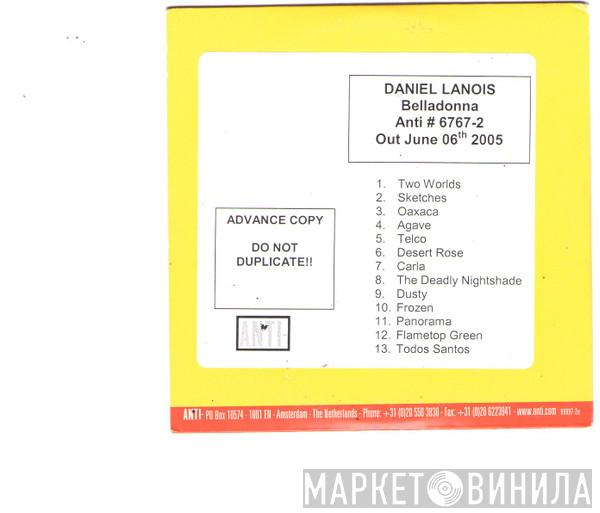 DANIEL LANOIS
Belladonna
Anti # 6767-2
Out June 06th 2005
ADVANCE COPY
DO NOT
DUPLICATE!!
ANTI
1. Two Worlds
2. Sketches
3. Oaxaca
4. Agave
5. Telco
6. Desert Rose
7. Carla
8. The Deadly Nightshade
9. Dusty
10. Frozen
11. Panorama
12. Flametop Green
13. Todos Santos
ANTI- PO Box 10574 - 1001 EN - Amsterdam - The Netherlands - Phone: +31 (0)20 550 3838 - Fax: +31 (0)20 6223941 - www.anti.com
МАРКЕТ ВИНИЛА